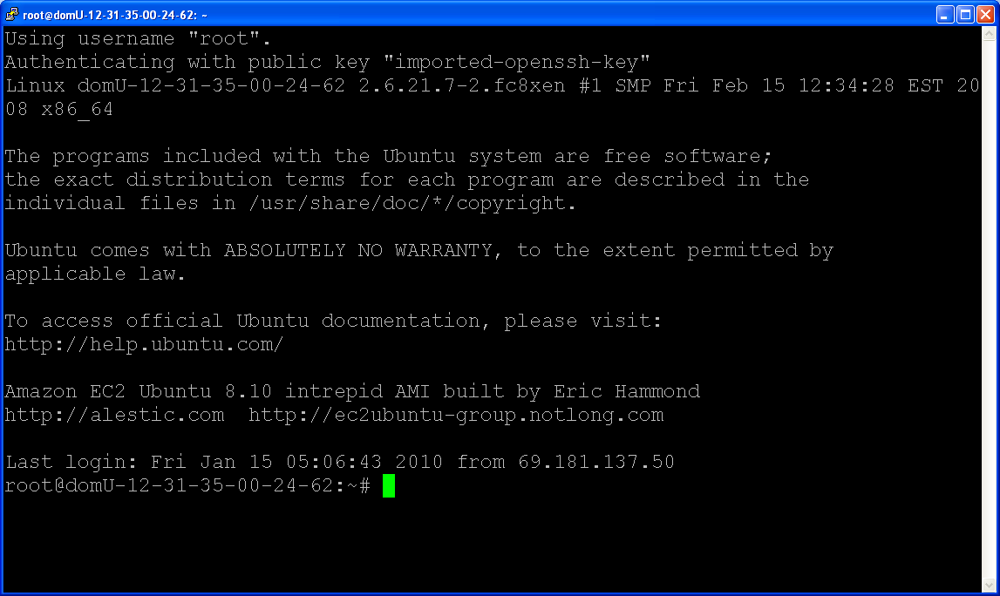 root@domU-12-31-35-00-24-62: ~
Using username "root".
Authenticating with public key "imported-openssh-key"
Linux domU-12-31-35-00-24-62 2.6.21.7-2.fc8xen #1 SMP Fri Feb 15 12:34:28 EST 20
08 x86_64
The programs included with the Ubuntu system are free software;
the exact distribution terms for each program are described in the
individual files in /usr/share/doc/*/copyright.
Ubuntu comes with ABSOLUTELY NO WARRANTY, to the extent permitted by
applicable law.
To access official Ubuntu documentation, please visit:
http://help.ubuntu.com/
Amazon EC2 Ubuntu 8.10 intrepid AMI built by Eric Hammond
http://alestic.com  http://ec2ubuntu-group.notlong.com
Last login: Fri Jan 15 05:06:43 2010 from 69.181.137.50
root@domU-12-31-35-00-24-62:~#